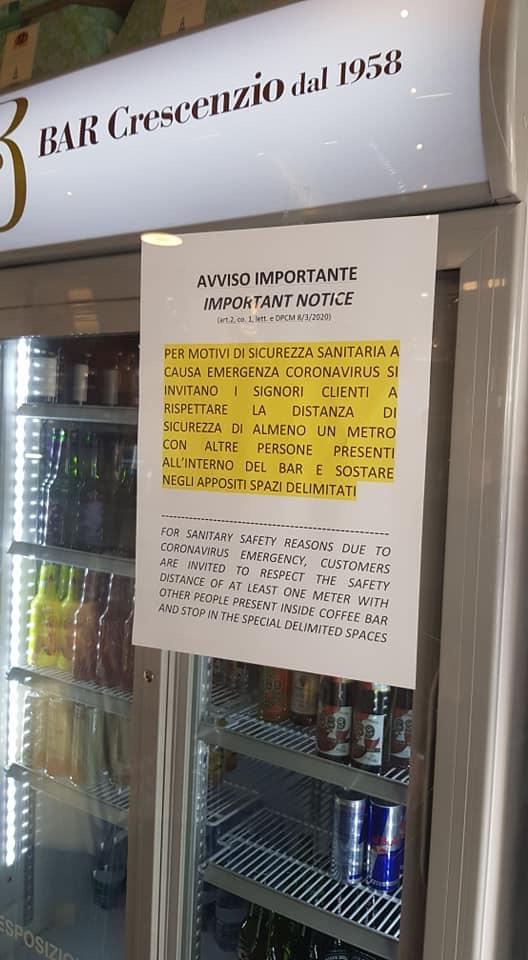 BAR Crescenzio dal 1958
AVVISO IMPORTANTE
IMPORTANT NOTICE
(art.2, co. 1, lett. e DPCM 8/3/2020)
PER MOTIVI DI SICUREZZA SANITARIA A
CAUSA EMERGENZA CORONAVIRUS SI
INVITANO I SIGNORI CLIENTI A
RISPETTARE LA DISTANZA DI
SICUREZZA DI ALMENO UN METRO
CON ALTRE PERSONE PRESENTI
ALL'INTERNO DEL BAR E SOSTARE
NEGLI APPOSITI SPAZI DELIMITATI
FOR SANITARY SAFETY REASONS DUE TO
CORONAVIRUS EMERGENCY, CUSTOMERS
ARE INVITED TO RESPECT THE SAFETY
DISTANCE OF AT LEAST ONE METER WITH
OTHER PEOPLE PRESENT INSIDE COFFEE BAR
AND STOP IN THE SPECIAL DELIMITED SPACES